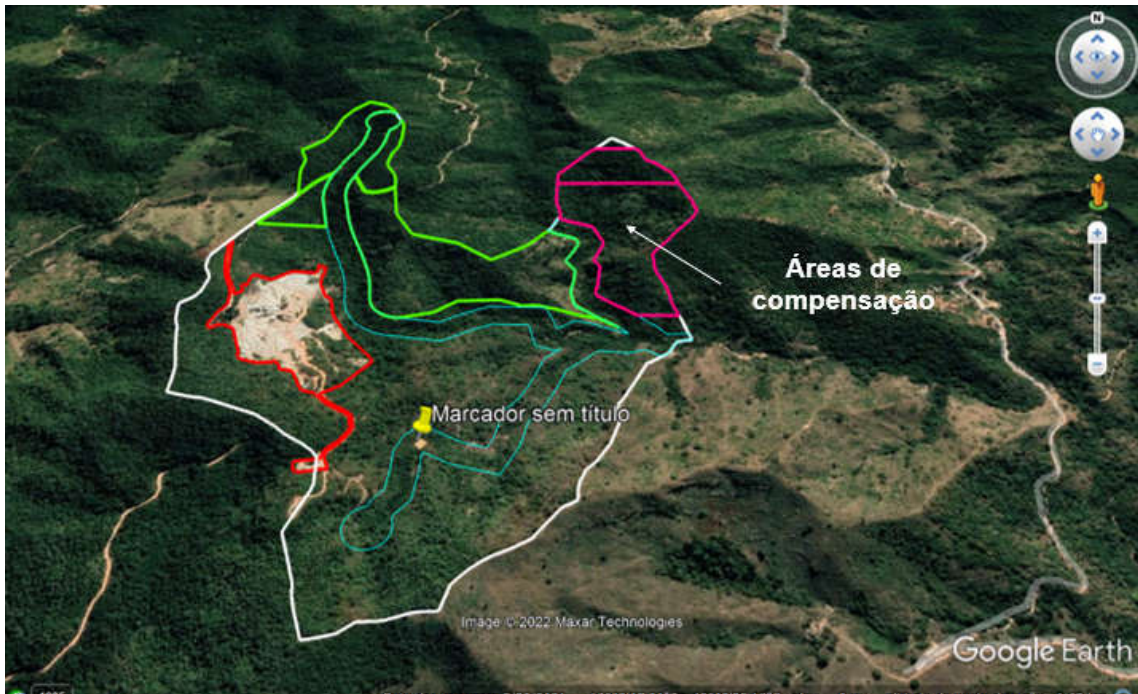 N
Áreas de
compensação
Marcador sem título
Image © 2022 Maxar Technologies
Google Earth